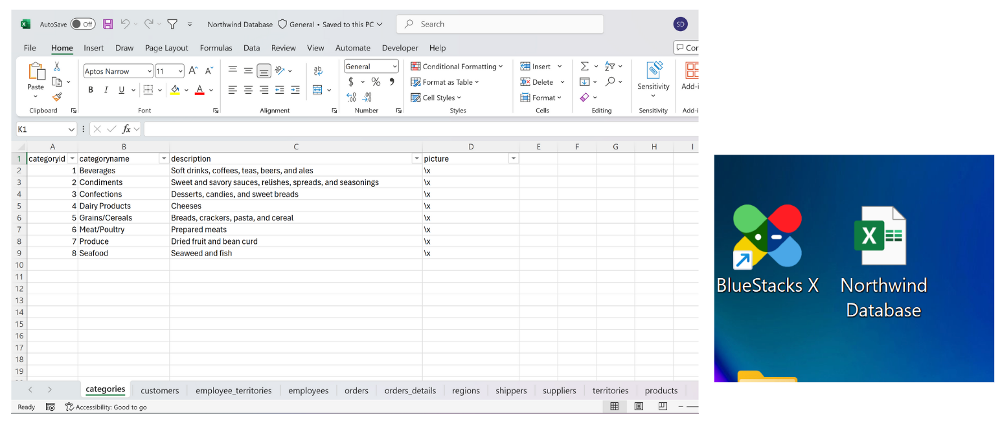 AutoSave Off Northwind Database General • Saved to this PC Search SD
File Home Insert Draw Page Layout Formulas Data Review View Automate Developer Help
Paste
Clipboard
Aptos Narrow 11
B I U
Font
Alignment
General
$ % 9
Number
Conditional Formatting
Format as Table
Cell Styles
Styles
Insert
Delete
Format
Cells
Editing
Sensitivity
Sensitivity
K1 fx
A B C D E F G H I
1 categoryid categoryname description picture
2 1 Beverages Soft drinks, coffees, teas, beers, and ales \x
3 2 Condiments Sweet and savory sauces, relishes, spreads, and seasonings \x
4 3 Confections Desserts, candies, and sweet breads \x
5 4 Dairy Products Cheeses \x
6 5 Grains/Cereals Breads, crackers, pasta, and cereal \x
7 6 Meat/Poultry Prepared meats \x
8 7 Produce Dried fruit and bean curd \x
9 8 Seafood Seaweed and fish \x
10
11
12
13
14
15
16
17
18
19
categories customers employee_territories employees orders orders_details regions shippers suppliers territories products
Ready Accessibility: Good to go
BlueStacks X
Northwind
Database